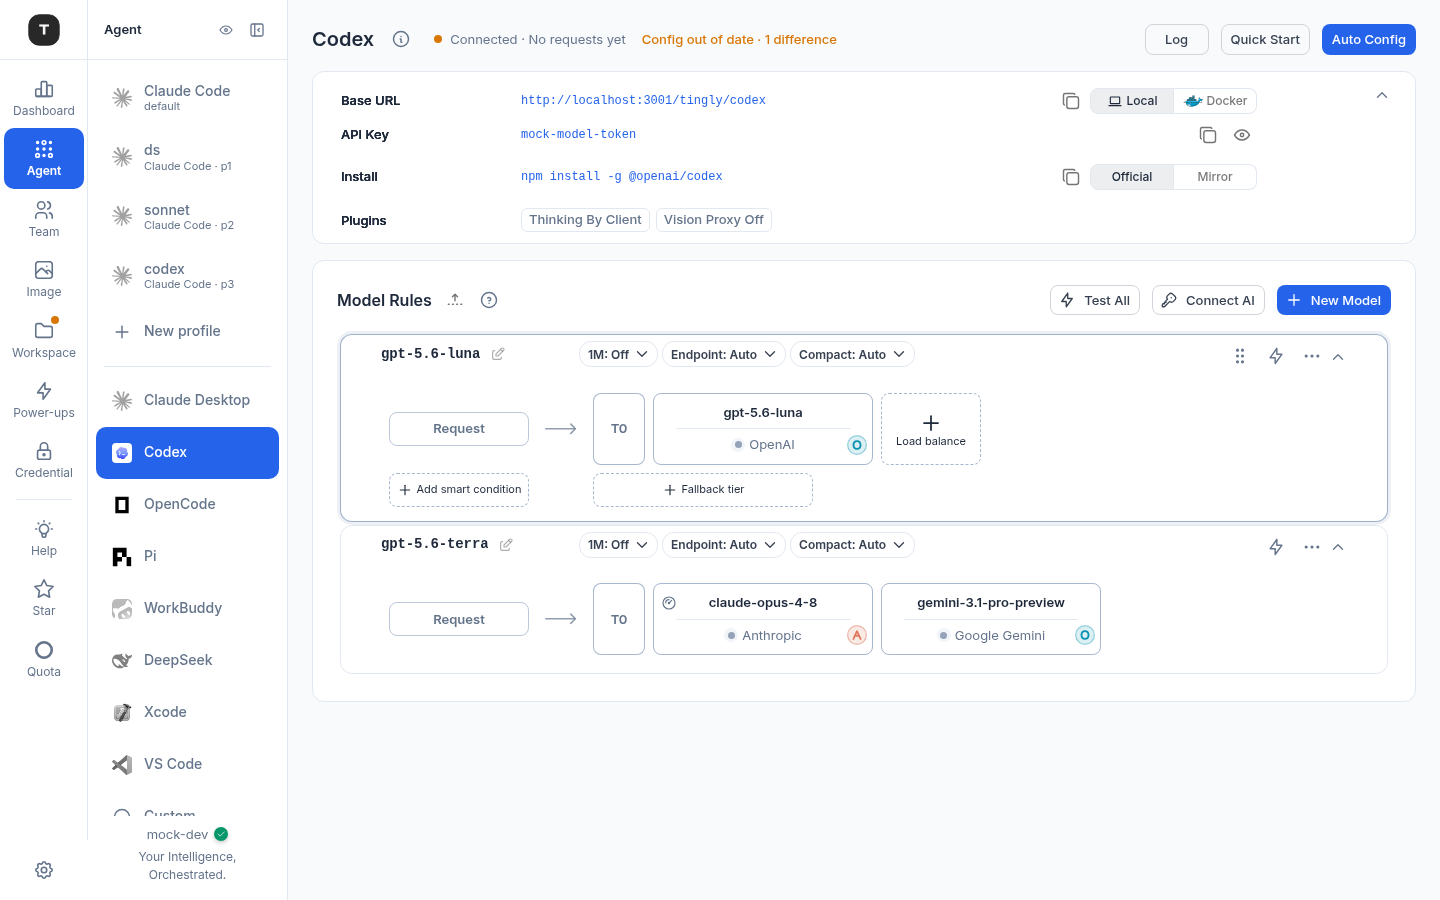 T
Dashboard
Agent
Team
Image
Workspace
Power-ups
Credential
Help
Star
Quota
Agent
Claude Code
default
ds
Claude Code · p1
sonnet
Claude Code · p2
codex
Claude Code · p3
New profile
Claude Desktop
Codex
OpenCode
Pi
WorkBuddy
DeepSeek
Xcode
VS Code
Custom
mock-dev
Your Intelligence,
Orchestrated.
Codex
Connected · No requests yet
Config out of date · 1 difference
Log
Quick Start
Auto Config
Base URL
http://localhost:3001/tingly/codex
Local
Docker
API Key
mock-model-token
Install
npm install -g @openai/codex
Official
Mirror
Plugins
Thinking By Client
Vision Proxy Off
Model Rules
Test All
Connect AI
New Model
gpt-5.6-luna
1M: Off
Endpoint: Auto
Compact: Auto
Request
T0
gpt-5.6-luna
OpenAI
O
Load balance
Add smart condition
Fallback tier
gpt-5.6-terra
1M: Off
Endpoint: Auto
Compact: Auto
Request
T0
claude-opus-4-8
Anthropic
A
gemini-3.1-pro-preview
Google Gemini
O